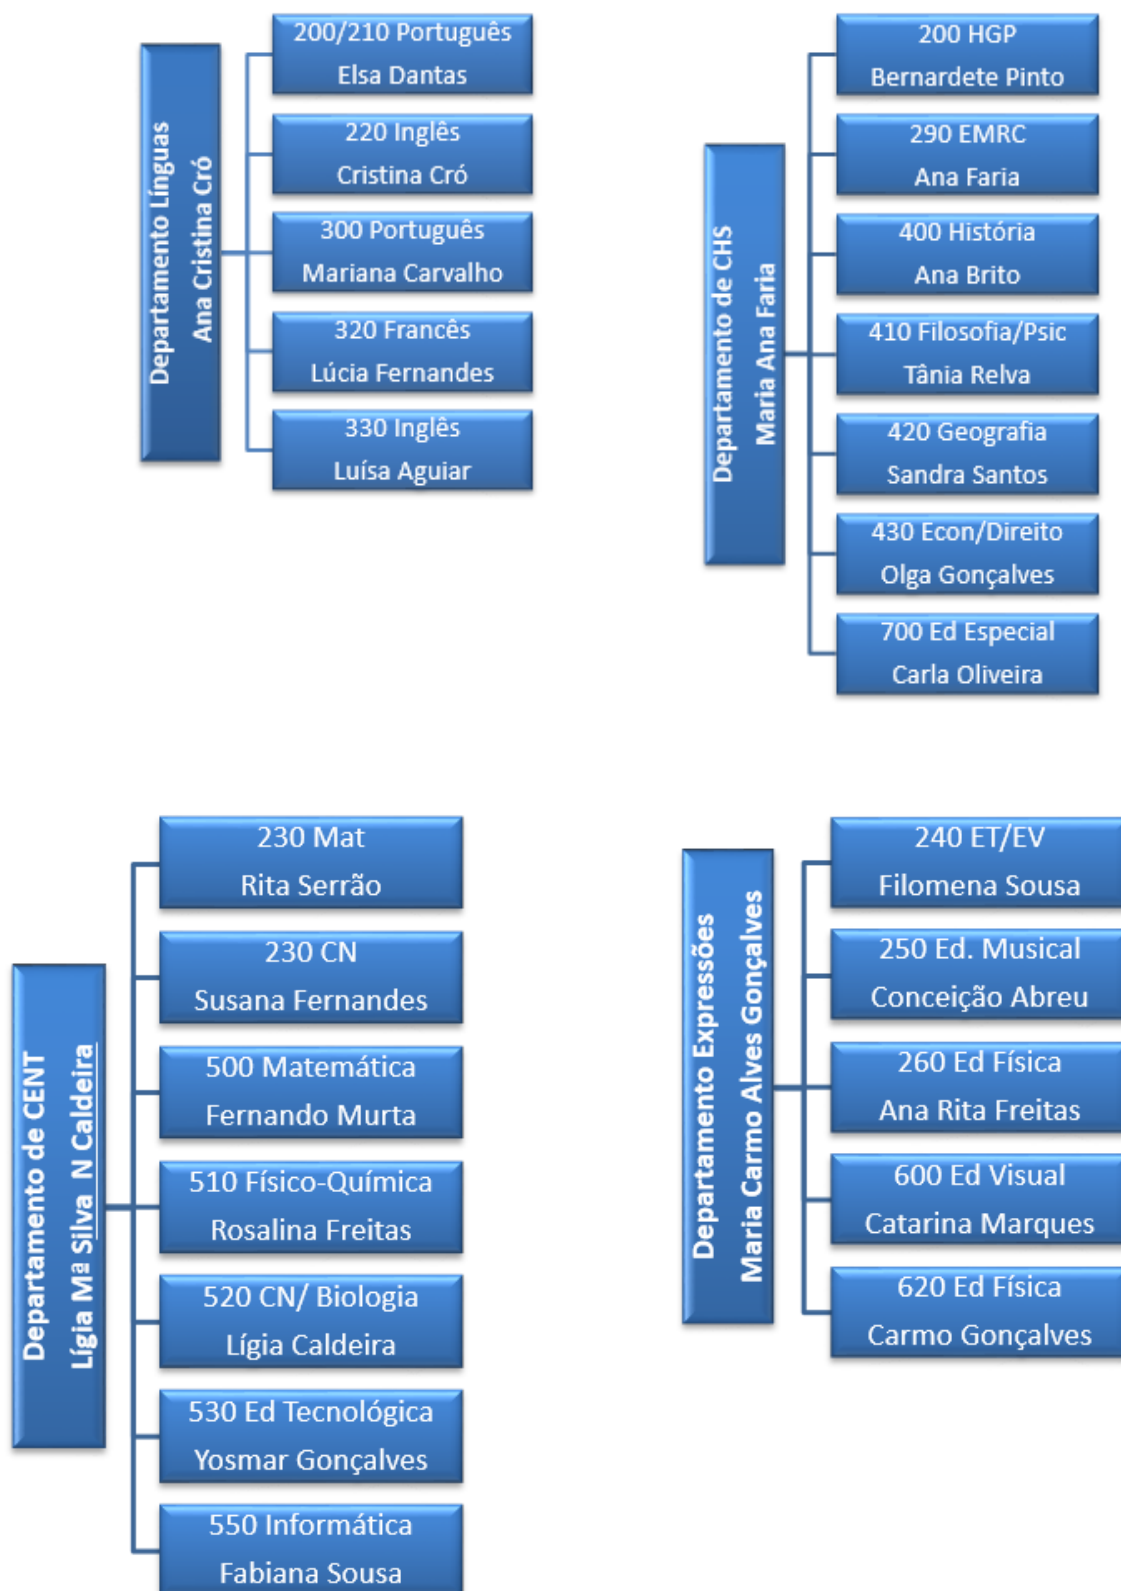 Departamento Línguas
Ana Cristina Cró
200/210 Português
Elsa Dantas
220 Inglês
Cristina Cró
300 Português
Mariana Carvalho
320 Francês
Lúcia Fernandes
330 Inglês
Luísa Aguiar
Departamento de CHS
Maria Ana Faria
200 HGP
Bernardete Pinto
290 EMRC
Ana Faria
400 História
Ana Brito
410 Filosofia/Psic
Tânia Relva
420 Geografia
Sandra Santos
430 Econ/Direito
Olga Gonçalves
700 Ed Especial
Carla Oliveira
Departamento de CENT
Lígia Mª Silva N Caldeira
230 Mat
Rita Serrão
230 CN
Susana Fernandes
500 Matemática
Fernando Murta
510 Físico-Química
Rosalina Freitas
520 CN/ Biologia
Lígia Caldeira
530 Ed Tecnológica
Yosmar Gonçalves
550 Informática
Fabiana Sousa
Departamento Expressões
Maria Carmo Alves Gonçalves
240 ET/EV
Filomena Sousa
250 Ed. Musical
Conceição Abreu
260 Ed Física
Ana Rita Freitas
600 Ed Visual
Catarina Marques
620 Ed Física
Carmo Gonçalves